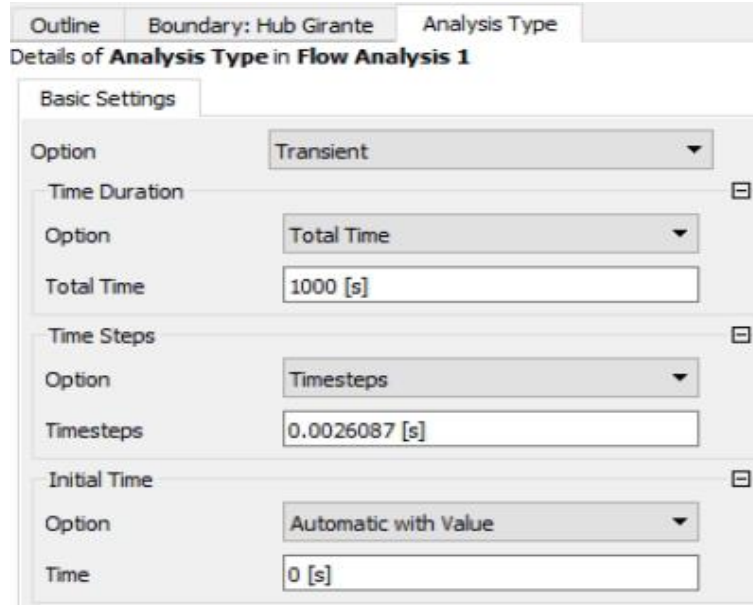 Outline Boundary: Hub Girante Analysis Type
Details of Analysis Type in Flow Analysis 1
Basic Settings
Option Transient
Time Duration
Option Total Time
Total Time 1000 [s]
Time Steps
Option Timesteps
Timesteps 0.0026087 [s]
Initial Time
Option Automatic with Value
Time 0 [s]